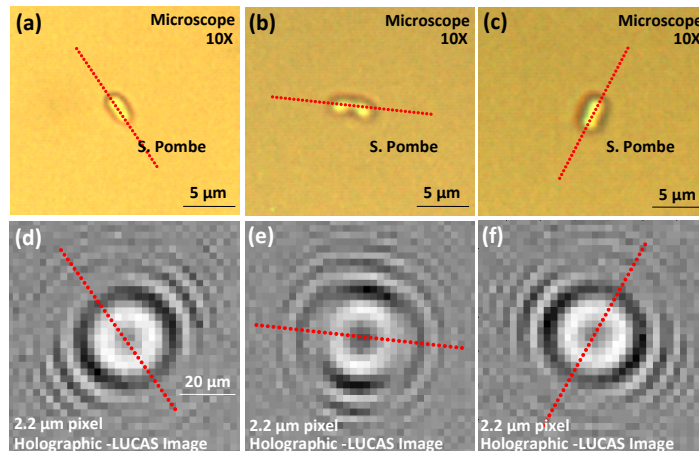 (a)
Microscope
10X
S. Pombe
5 μm
(b)
Microscope
10X
S. Pombe
5 μm
(c)
Microscope
10X
S. Pombe
5 μm
(d)
20 μm
2.2 μm pixel
Holographic -LUCAS Image
(e)
2.2 μm pixel
Holographic -LUCAS Image
(f)
2.2 μm pixel
Holographic -LUCAS Image